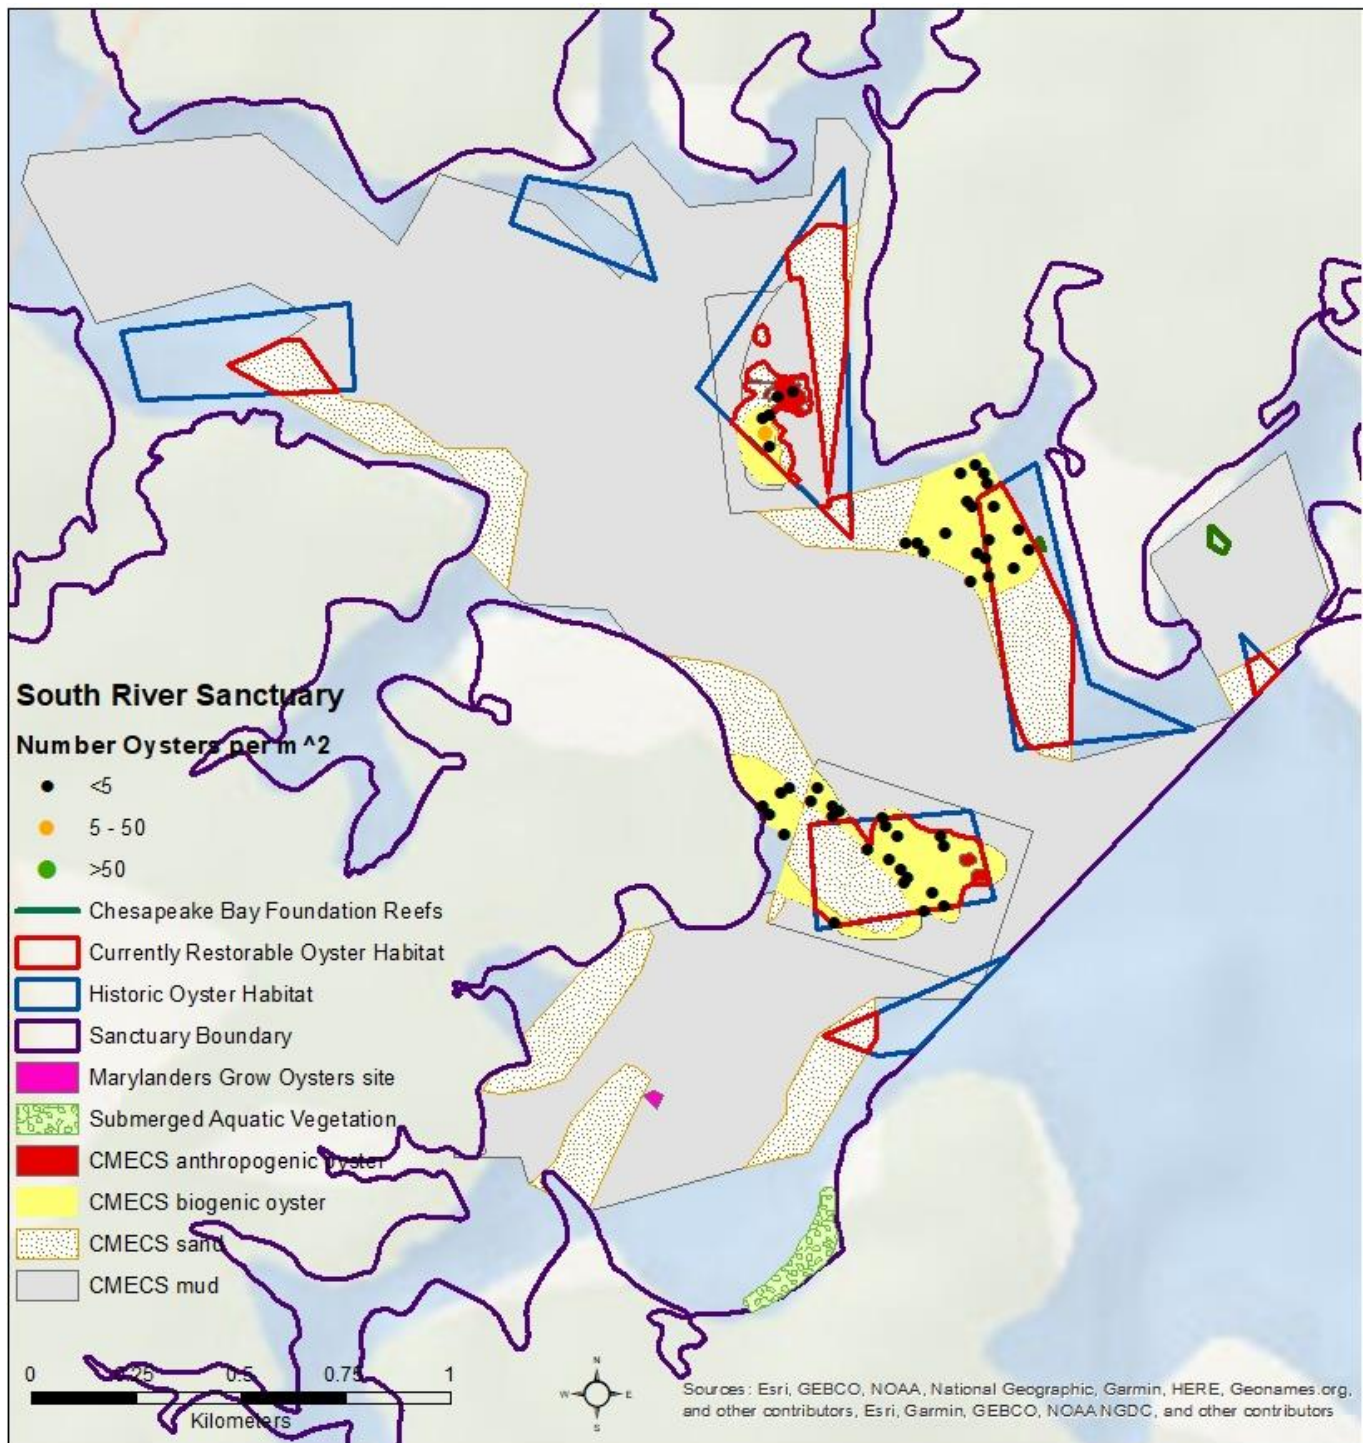 South River Sanctuary
Number Oysters per m^2
<5
5 - 50
>50
Chesapeake Bay Foundation Reefs
Currently Restorable Oyster Habitat
Historic Oyster Habitat
Sanctuary Boundary
Marylanders Grow Oysters site
Submerged Aquatic Vegetation
CMECS anthropogenic oyster
CMECS biogenic oyster
CMECS sand
CMECS mud
0 0.25 0.5 0.75 1
Kilometers
N
W E
S
Sources: Esri, GEBCO, NOAA, National Geographic, Garmin, HERE, Geonames.org,
and other contributors, Esri, Garmin, GEBCO, NOAA NGDC, and other contributors